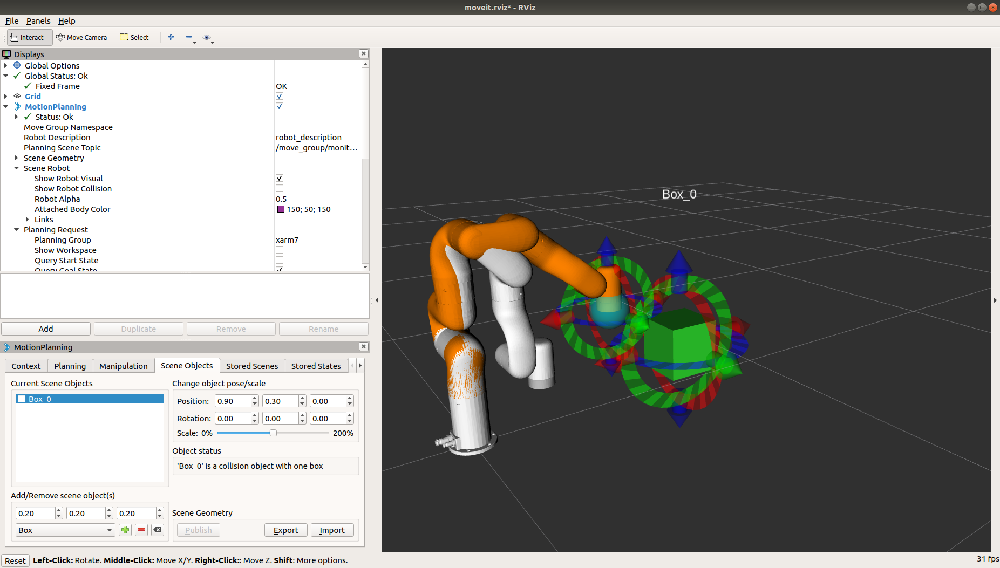 moveit.rviz* - RViz
File Panels Help
Interact Move Camera Select
Displays
Global Options
Global Status: Ok
Fixed Frame OK
Grid
MotionPlanning
Status: Ok
Move Group Namespace
Robot Description robot_description
Planning Scene Topic /move_group/monit...
Scene Geometry
Scene Robot
Show Robot Visual
Show Robot Collision
Robot Alpha 0.5
Attached Body Color 150; 50; 150
Links
Planning Request
Planning Group xarm7
Show Workspace
Query Start State
Query Goal State
Add Duplicate Remove Rename
MotionPlanning
Context Planning Manipulation Scene Objects Stored Scenes Stored States
Current Scene Objects
Box_0
Change object pose/scale
Position: 0.90 0.30 0.00
Rotation: 0.00 0.00 0.00
Scale: 0% 200%
Object status
'Box_0' is a collision object with one box
Add/Remove scene object(s)
0.20 0.20 0.20
Box
Scene Geometry
Publish Export Import
Reset Left-Click: Rotate. Middle-Click: Move X/Y. Right-Click:: Move Z. Shift: More options.
31 fps
Box_0